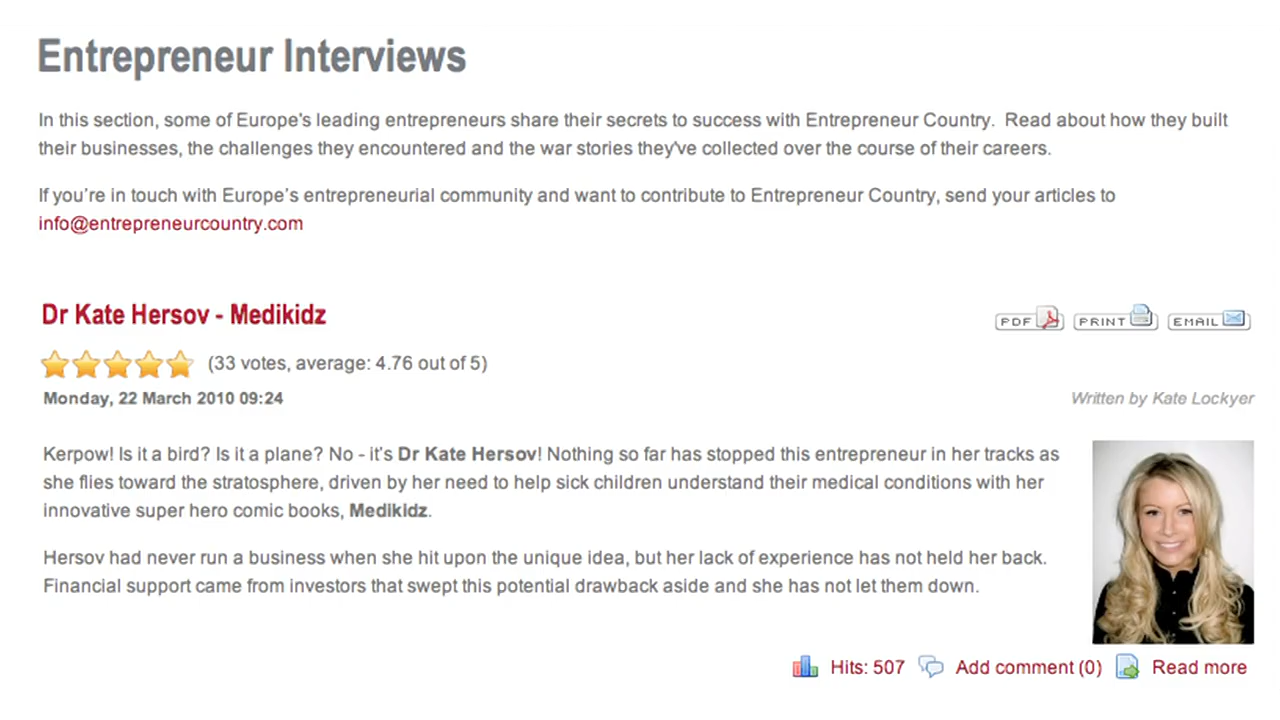 Entrepreneur Interviews
In this section, some of Europe's leading entrepreneurs share their secrets to success with Entrepreneur Country.  Read about how they built
their businesses, the challenges they encountered and the war stories they've collected over the course of their careers.
If you’re in touch with Europe’s entrepreneurial community and want to contribute to Entrepreneur Country, send your articles to
info@entrepreneurcountry.com
Dr Kate Hersov - Medikidz
PDF PRINT EMAIL
(33 votes, average: 4.76 out of 5)
Monday, 22 March 2010 09:24
Written by Kate Lockyer
Kerpow! Is it a bird? Is it a plane? No - it’s Dr Kate Hersov! Nothing so far has stopped this entrepreneur in her tracks as
she flies toward the stratosphere, driven by her need to help sick children understand their medical conditions with her
innovative super hero comic books, Medikidz.
Hersov had never run a business when she hit upon the unique idea, but her lack of experience has not held her back.
Financial support came from investors that swept this potential drawback aside and she has not let them down.
Hits: 507 Add comment (0) Read more